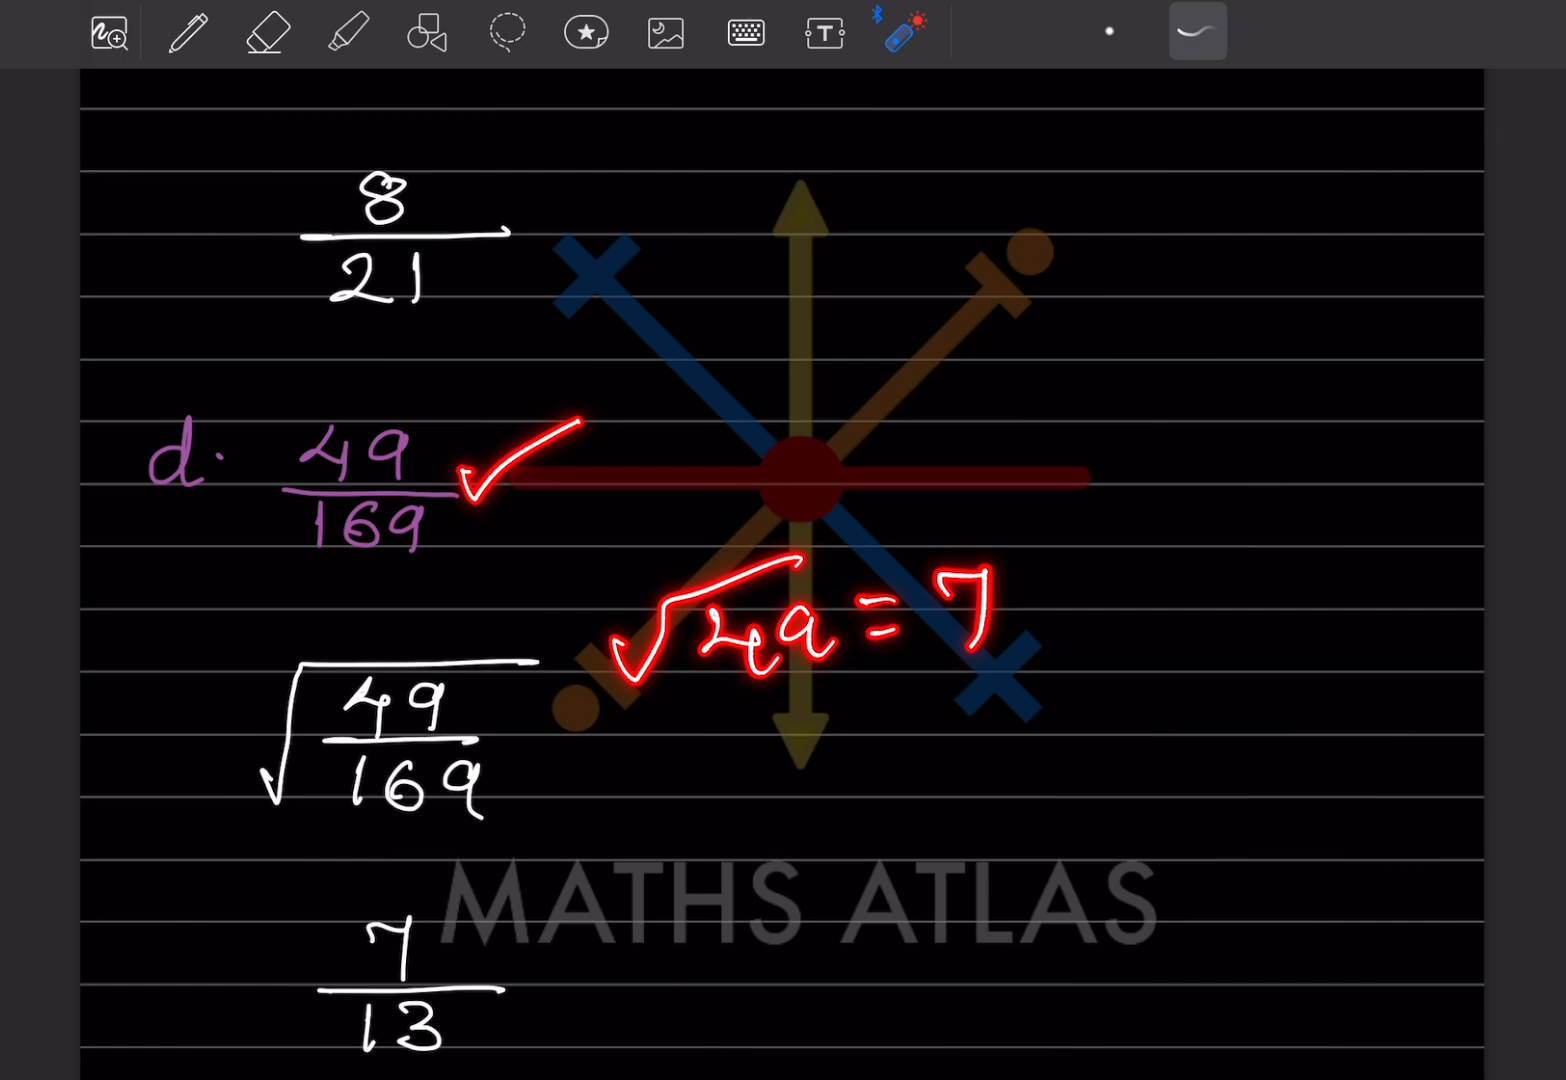 8
21
d. 49
169
√49 = 7
√49
169
MATHS ATLAS
7
13